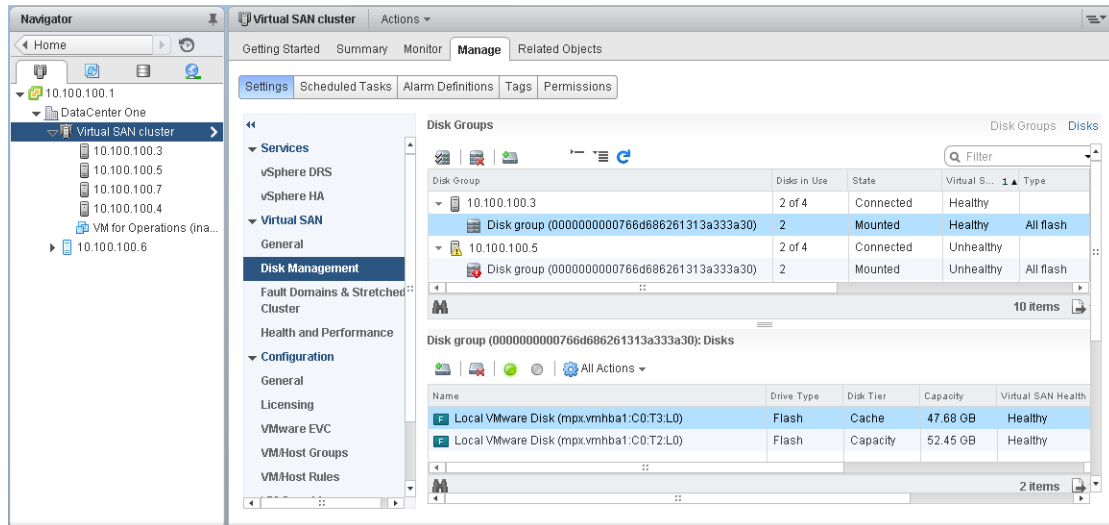 Navigator
Home
10.100.100.1
DataCenter One
Virtual SAN cluster
10.100.100.3
10.100.100.5
10.100.100.7
10.100.100.4
VM for Operations (ina...
10.100.100.6
Virtual SAN cluster Actions
Getting Started Summary Monitor Manage Related Objects
Settings Scheduled Tasks Alarm Definitions Tags Permissions
Services
vSphere DRS
vSphere HA
Virtual SAN
General
Disk Management
Fault Domains & Stretched
Cluster
Health and Performance
Configuration
General
Licensing
VMware EVC
VM/Host Groups
VM/Host Rules
Disk Groups Disk Groups Disks
Filter
Disk Group Disks in Use State Virtual S... 1 Type
10.100.100.3 2 of 4 Connected Healthy
Disk group (0000000000766d686261313a333a30) 2 Mounted Healthy All flash
10.100.100.5 2 of 4 Connected Unhealthy
Disk group (0000000000766d686261313a333a30) 2 Mounted Unhealthy All flash
10 items
Disk group (0000000000766d686261313a333a30): Disks
All Actions
Name Drive Type Disk Tier Capacity Virtual SAN Health
F Local VMware Disk (mpx.vmhba1:C0:T3:L0) Flash Cache 47.68 GB Healthy
F Local VMware Disk (mpx.vmhba1:C0:T2:L0) Flash Capacity 52.45 GB Healthy
2 items